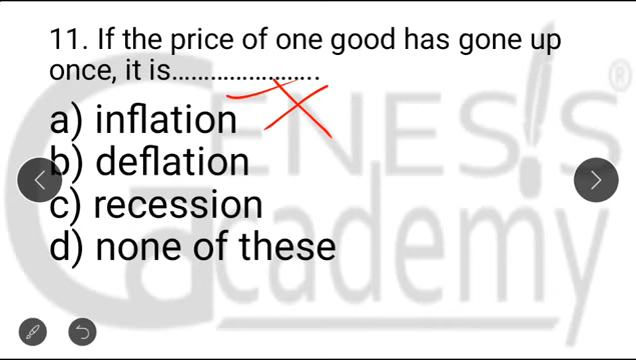 11. If the price of one good has gone up
once, it is.......................
a) inflation
b) deflation
c) recession
d) none of these
GENESIS
academy
®